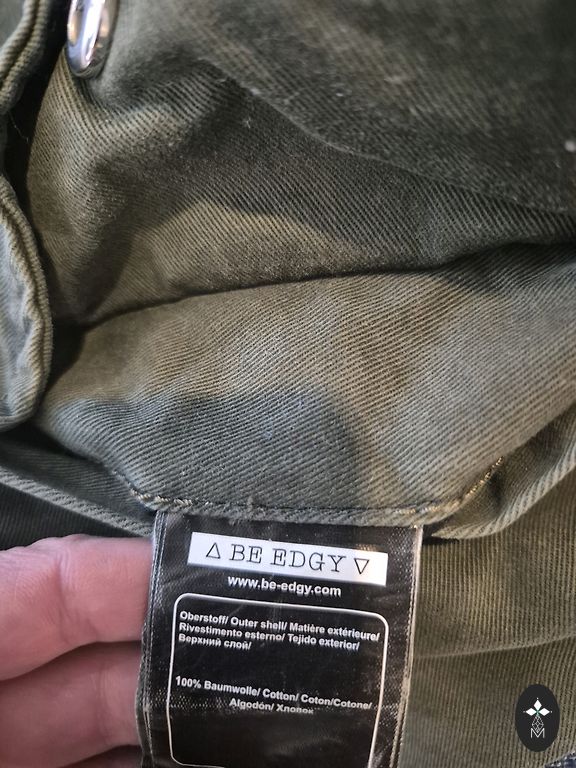 △ BE EDGY ▽
www.be-edgy.com
Oberstoff/ Outer shell/ Matière extérieure/
Rivestimento esterno/ Tejido exterior/
Верхний слой/
100% Baumwolle/ Cotton/ Coton/Cotone/
Algodón/ Хлопок
M